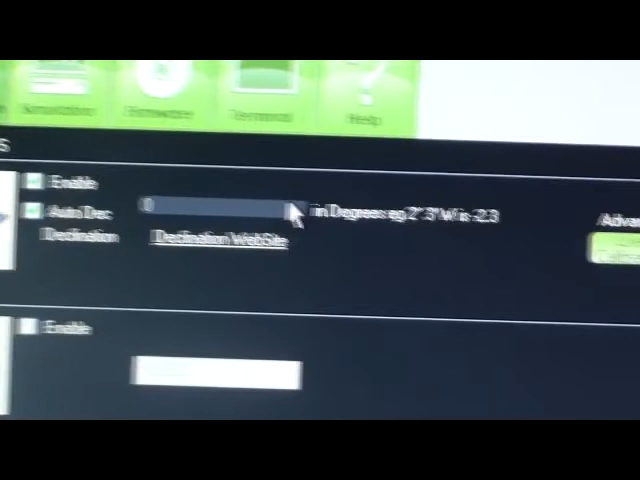 Simulation Firmware Terminal Help
Enable
Auto Dec
0
in Degrees eg 2° 3' W is -2.3
Declination
Declination WebSite
Enable